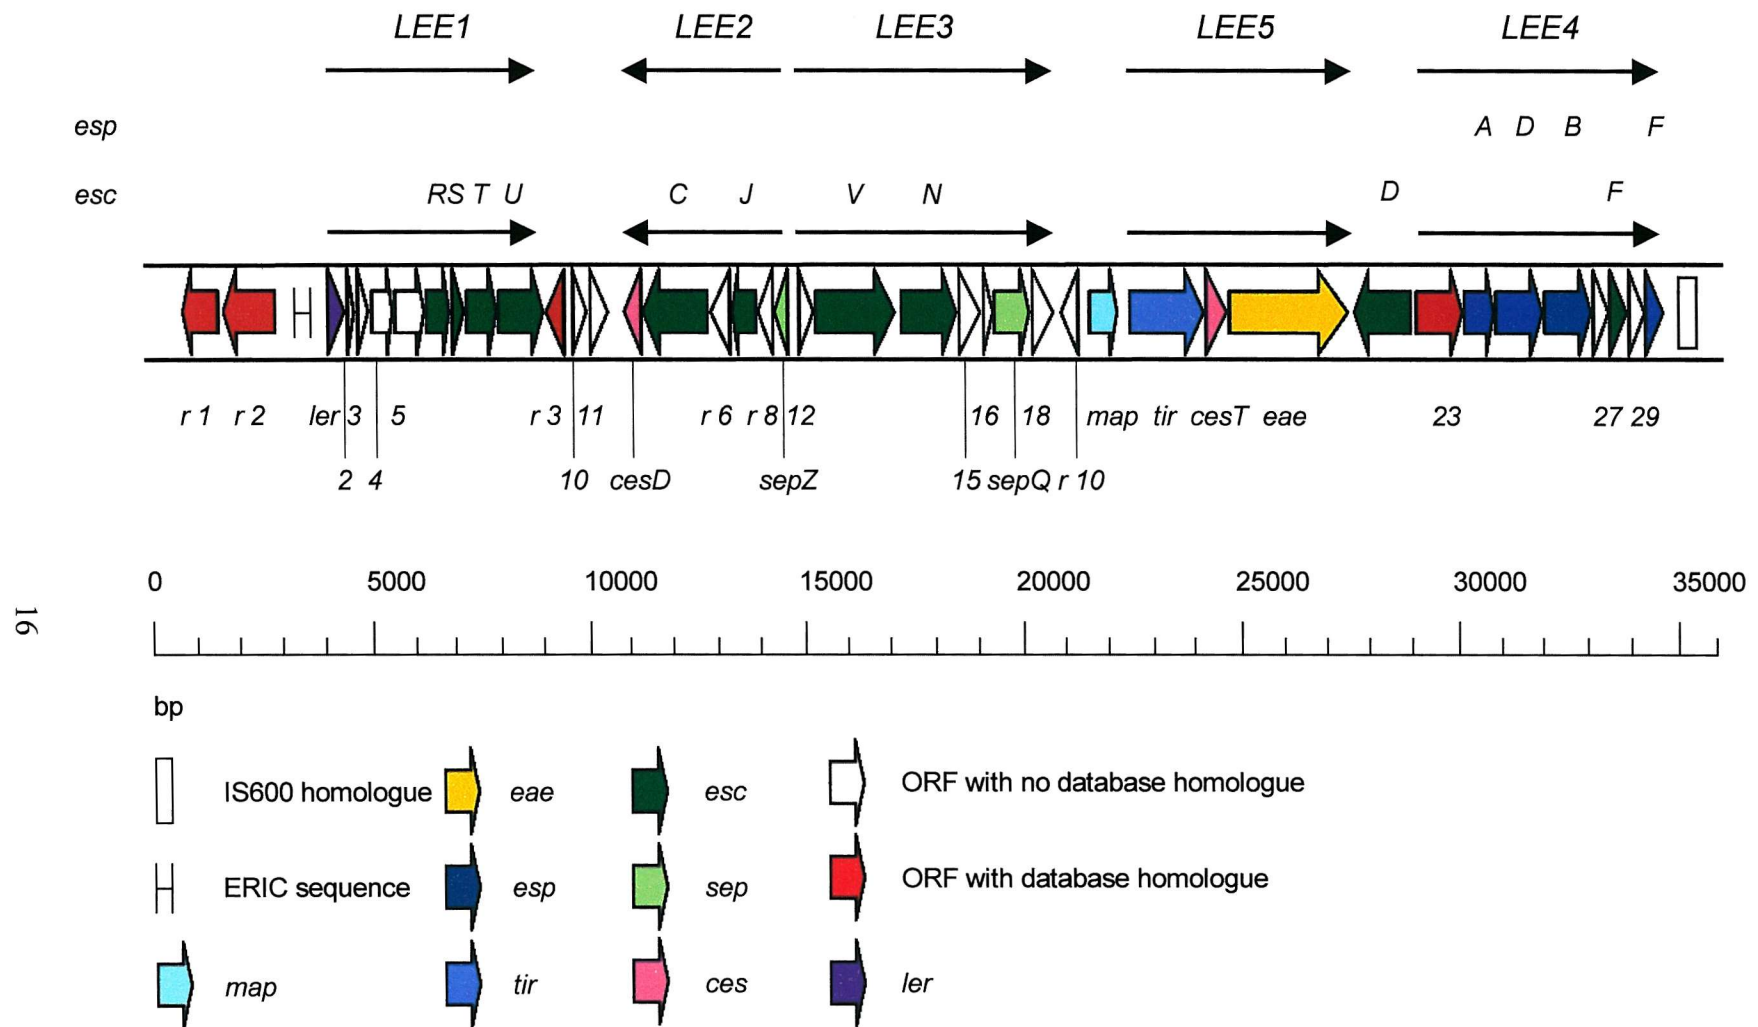 LEE1 LEE2 LEE3 LEE5 LEE4
esp A D B F
esc RS T U C J V N D F
r 1 r 2 ler 3 5 r 3 11 r 6 r 8 12 16 18 map tir cesT eae 23 27 29
2 4 10 cesD sepZ 15 sepQ r 10
0 5000 10000 15000 20000 25000 30000 35000
16
bp
IS600 homologue eae esc ORF with no database homologue
ERIC sequence esp sep ORF with database homologue
map tir ces ler